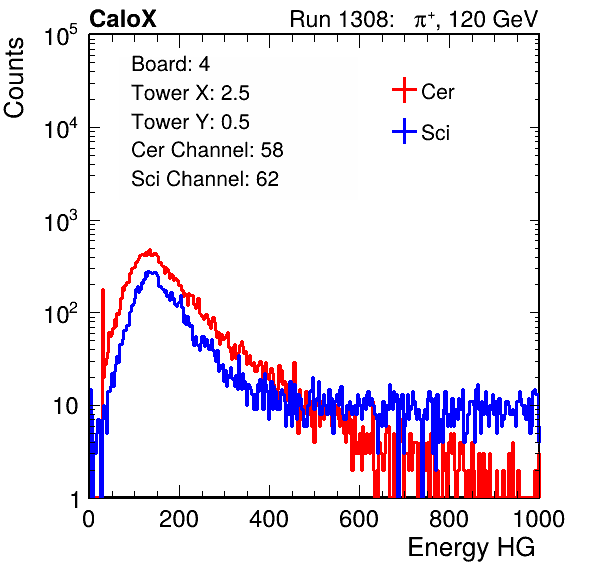 CaloX Run 1308: π⁺, 120 GeV
Counts
Board: 4
Tower X: 2.5
Tower Y: 0.5
Cer Channel: 58
Sci Channel: 62
Cer
Sci
10⁵
10⁴
10³
10²
10
1
0 200 400 600 800 1000
Energy HG